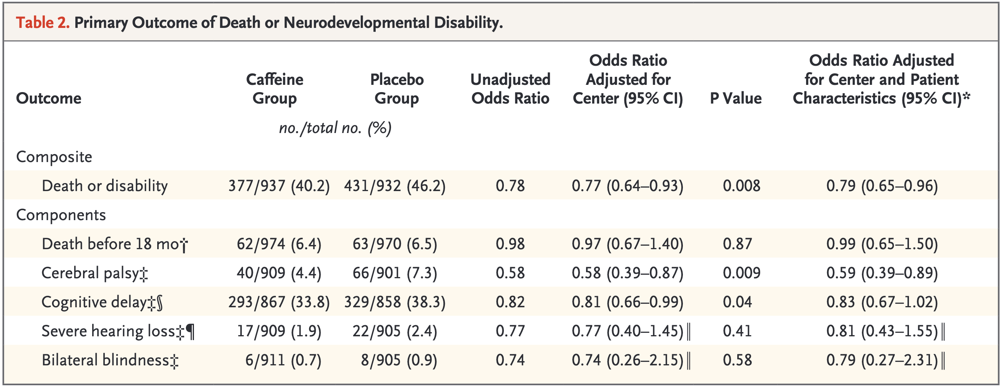 Table 2. Primary Outcome of Death or Neurodevelopmental Disability.
Outcome Caffeine Group Placebo Group Unadjusted Odds Ratio Odds Ratio Adjusted for Center (95% CI) P Value Odds Ratio Adjusted for Center and Patient Characteristics (95% CI)*
no./total no. (%)
Composite
Death or disability 377/937 (40.2) 431/932 (46.2) 0.78 0.77 (0.64–0.93) 0.008 0.79 (0.65–0.96)
Components
Death before 18 mo† 62/974 (6.4) 63/970 (6.5) 0.98 0.97 (0.67–1.40) 0.87 0.99 (0.65–1.50)
Cerebral palsy‡ 40/909 (4.4) 66/901 (7.3) 0.58 0.58 (0.39–0.87) 0.009 0.59 (0.39–0.89)
Cognitive delay‡§ 293/867 (33.8) 329/858 (38.3) 0.82 0.81 (0.66–0.99) 0.04 0.83 (0.67–1.02)
Severe hearing loss‡¶ 17/909 (1.9) 22/905 (2.4) 0.77 0.77 (0.40–1.45)‖ 0.41 0.81 (0.43–1.55)‖
Bilateral blindness‡ 6/911 (0.7) 8/905 (0.9) 0.74 0.74 (0.26–2.15)‖ 0.58 0.79 (0.27–2.31)‖